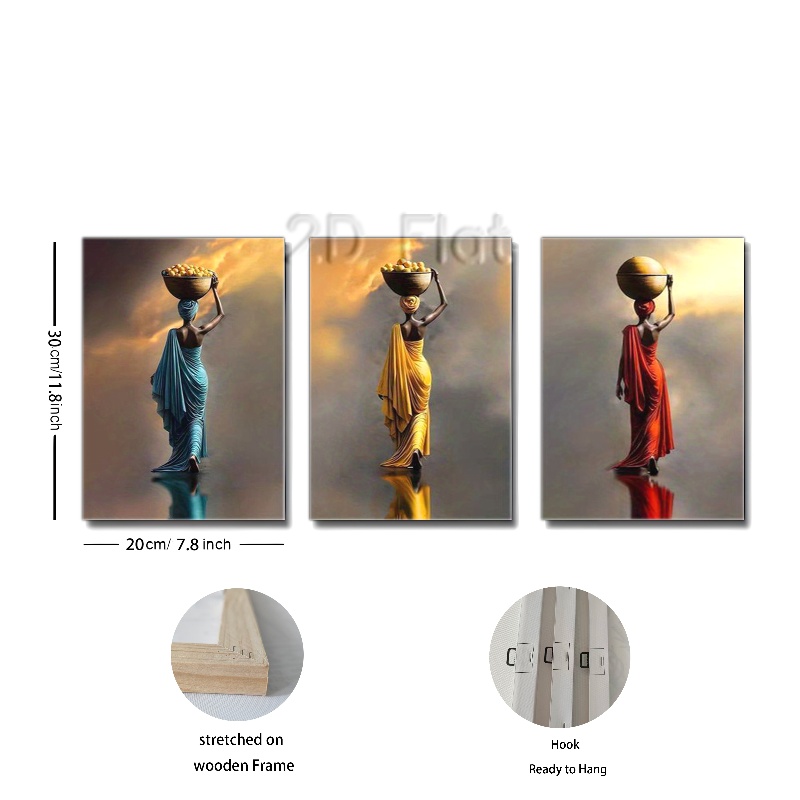 2D Flat
30cm/11.8inch
20cm/ 7.8 inch
stretched on
wooden Frame
Hook
Ready to Hang